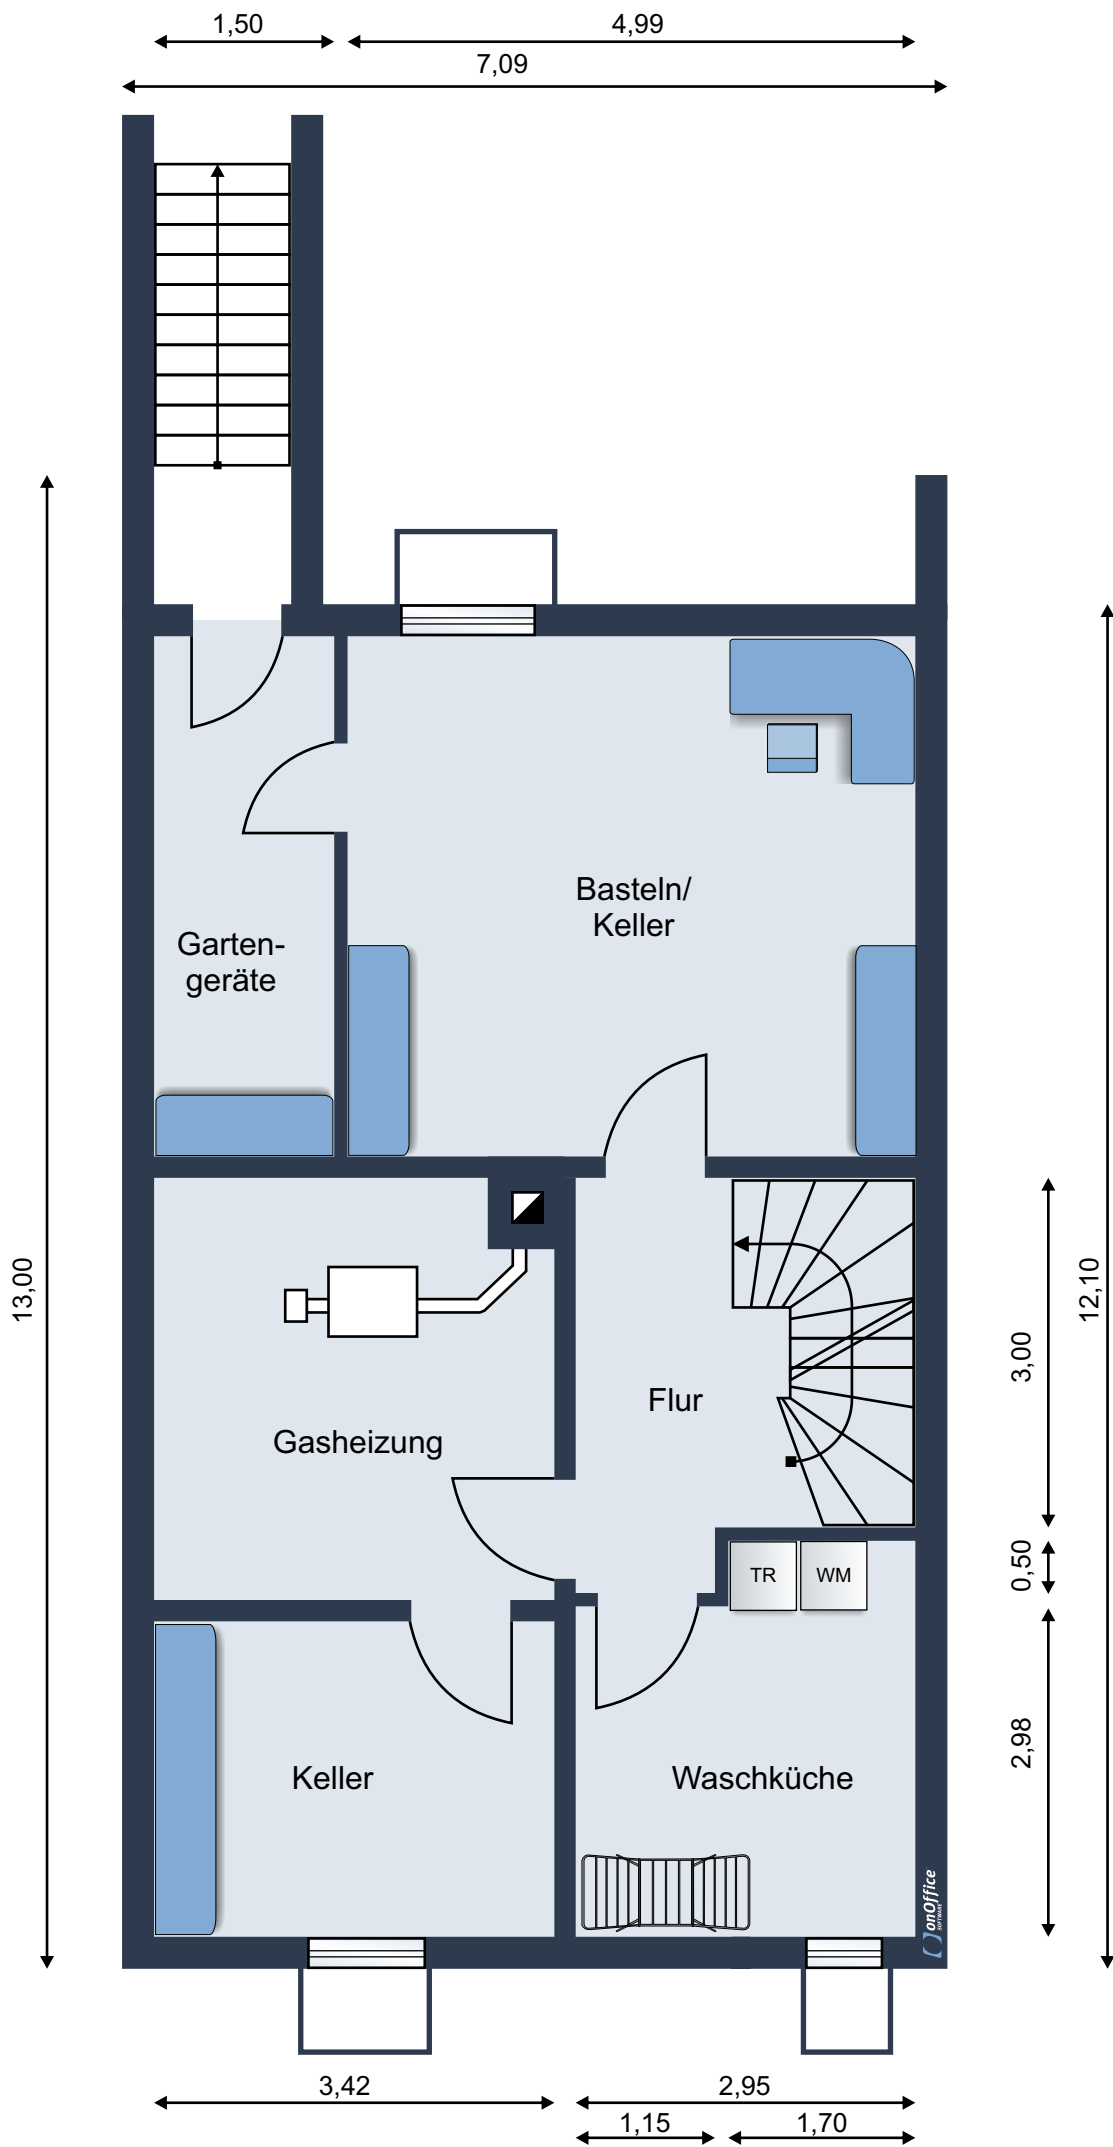 1,50
4,99
7,09
Basteln/
Keller
Garten-
geräte
13,00
12,10
3,00
Flur
Gasheizung
0,50
TR
WM
2,98
Keller
Waschküche
onOffice
SOFTWARE
3,42
2,95
1,15
1,70